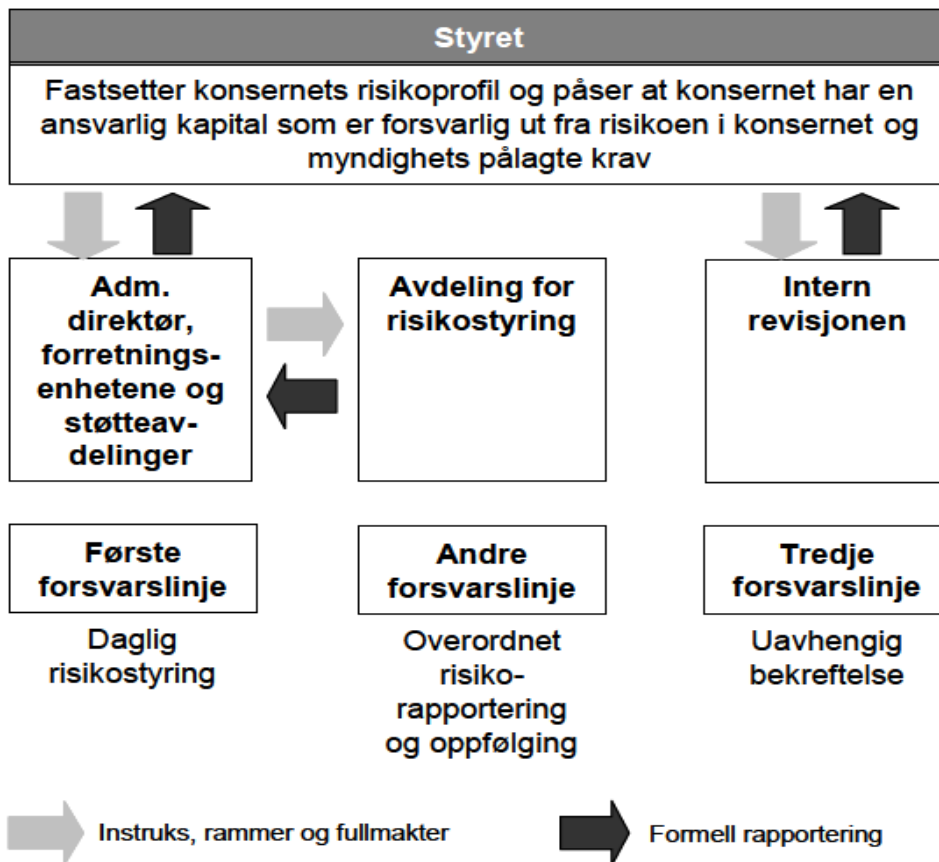 Styret
Fastsetter konsernets risikoprofil og påser at konsernet har en
ansvarlig kapital som er forsvarlig ut fra risikoen i konsernet og
myndighets pålagte krav
Adm.
direktør,
forretnings-
enhetene og
støtteav-
delinger
Avdeling for
risikostyring
Intern
revisjonen
Første
forsvarslinje
Andre
forsvarslinje
Tredje
forsvarslinje
Daglig
risikostyring
Overordnet
risiko-
rapportering
og oppfølging
Uavhengig
bekreftelse
Instruks, rammer og fullmakter
Formell rapportering